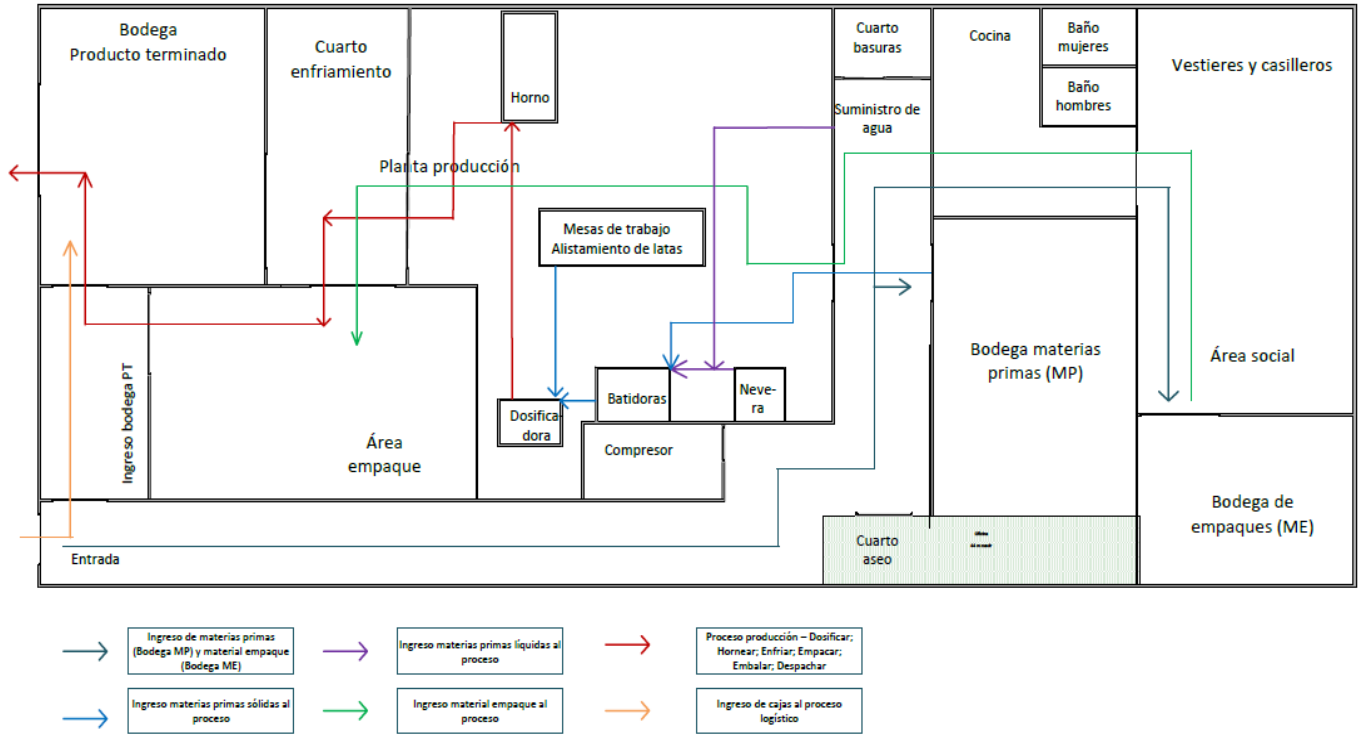 Bodega
Producto terminado
Cuarto
enfriamiento
Horno
Cuarto
basuras
Cocina
Baño
mujeres
Baño
hombres
Vestieres y casilleros
Suministro de
agua
Planta producción
Mesas de trabajo
Alistamiento de latas
Bodega materias
primas (MP)
Área social
Batidoras
Neve-
ra
Dosifica-
dora
Compresor
Ingreso bodega PT
Área
empaque
Bodega de
empaques (ME)
Cuarto
aseo
Entrada
Ingreso de materias primas
(Bodega MP) y material empaque
(Bodega ME)
Ingreso materias primas líquidas al
proceso
Proceso producción – Dosificar;
Hornear; Enfriar; Empacar;
Embalar; Despachar
Ingreso materias primas sólidas al
proceso
Ingreso material empaque al
proceso
Ingreso de cajas al proceso
logístico